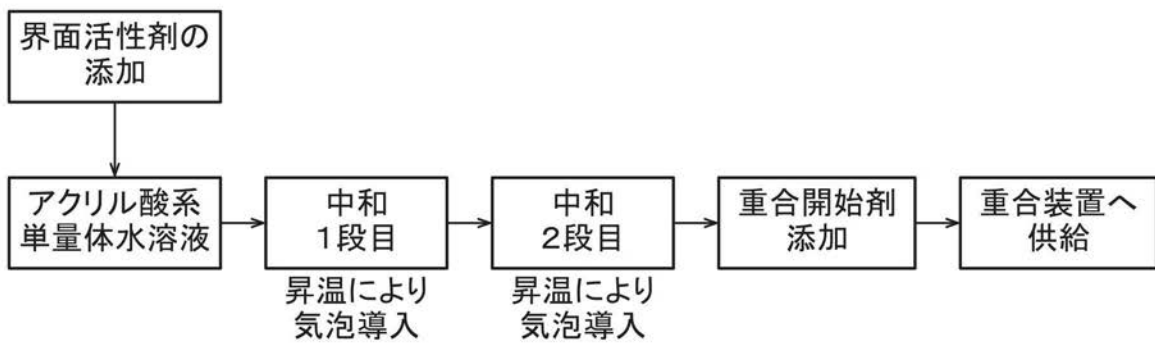 界面活性剤の
添加
アクリル酸系
単量体水溶液
中和
1段目
昇温により
気泡導入
中和
2段目
昇温により
気泡導入
重合開始剤
添加
重合装置へ
供給